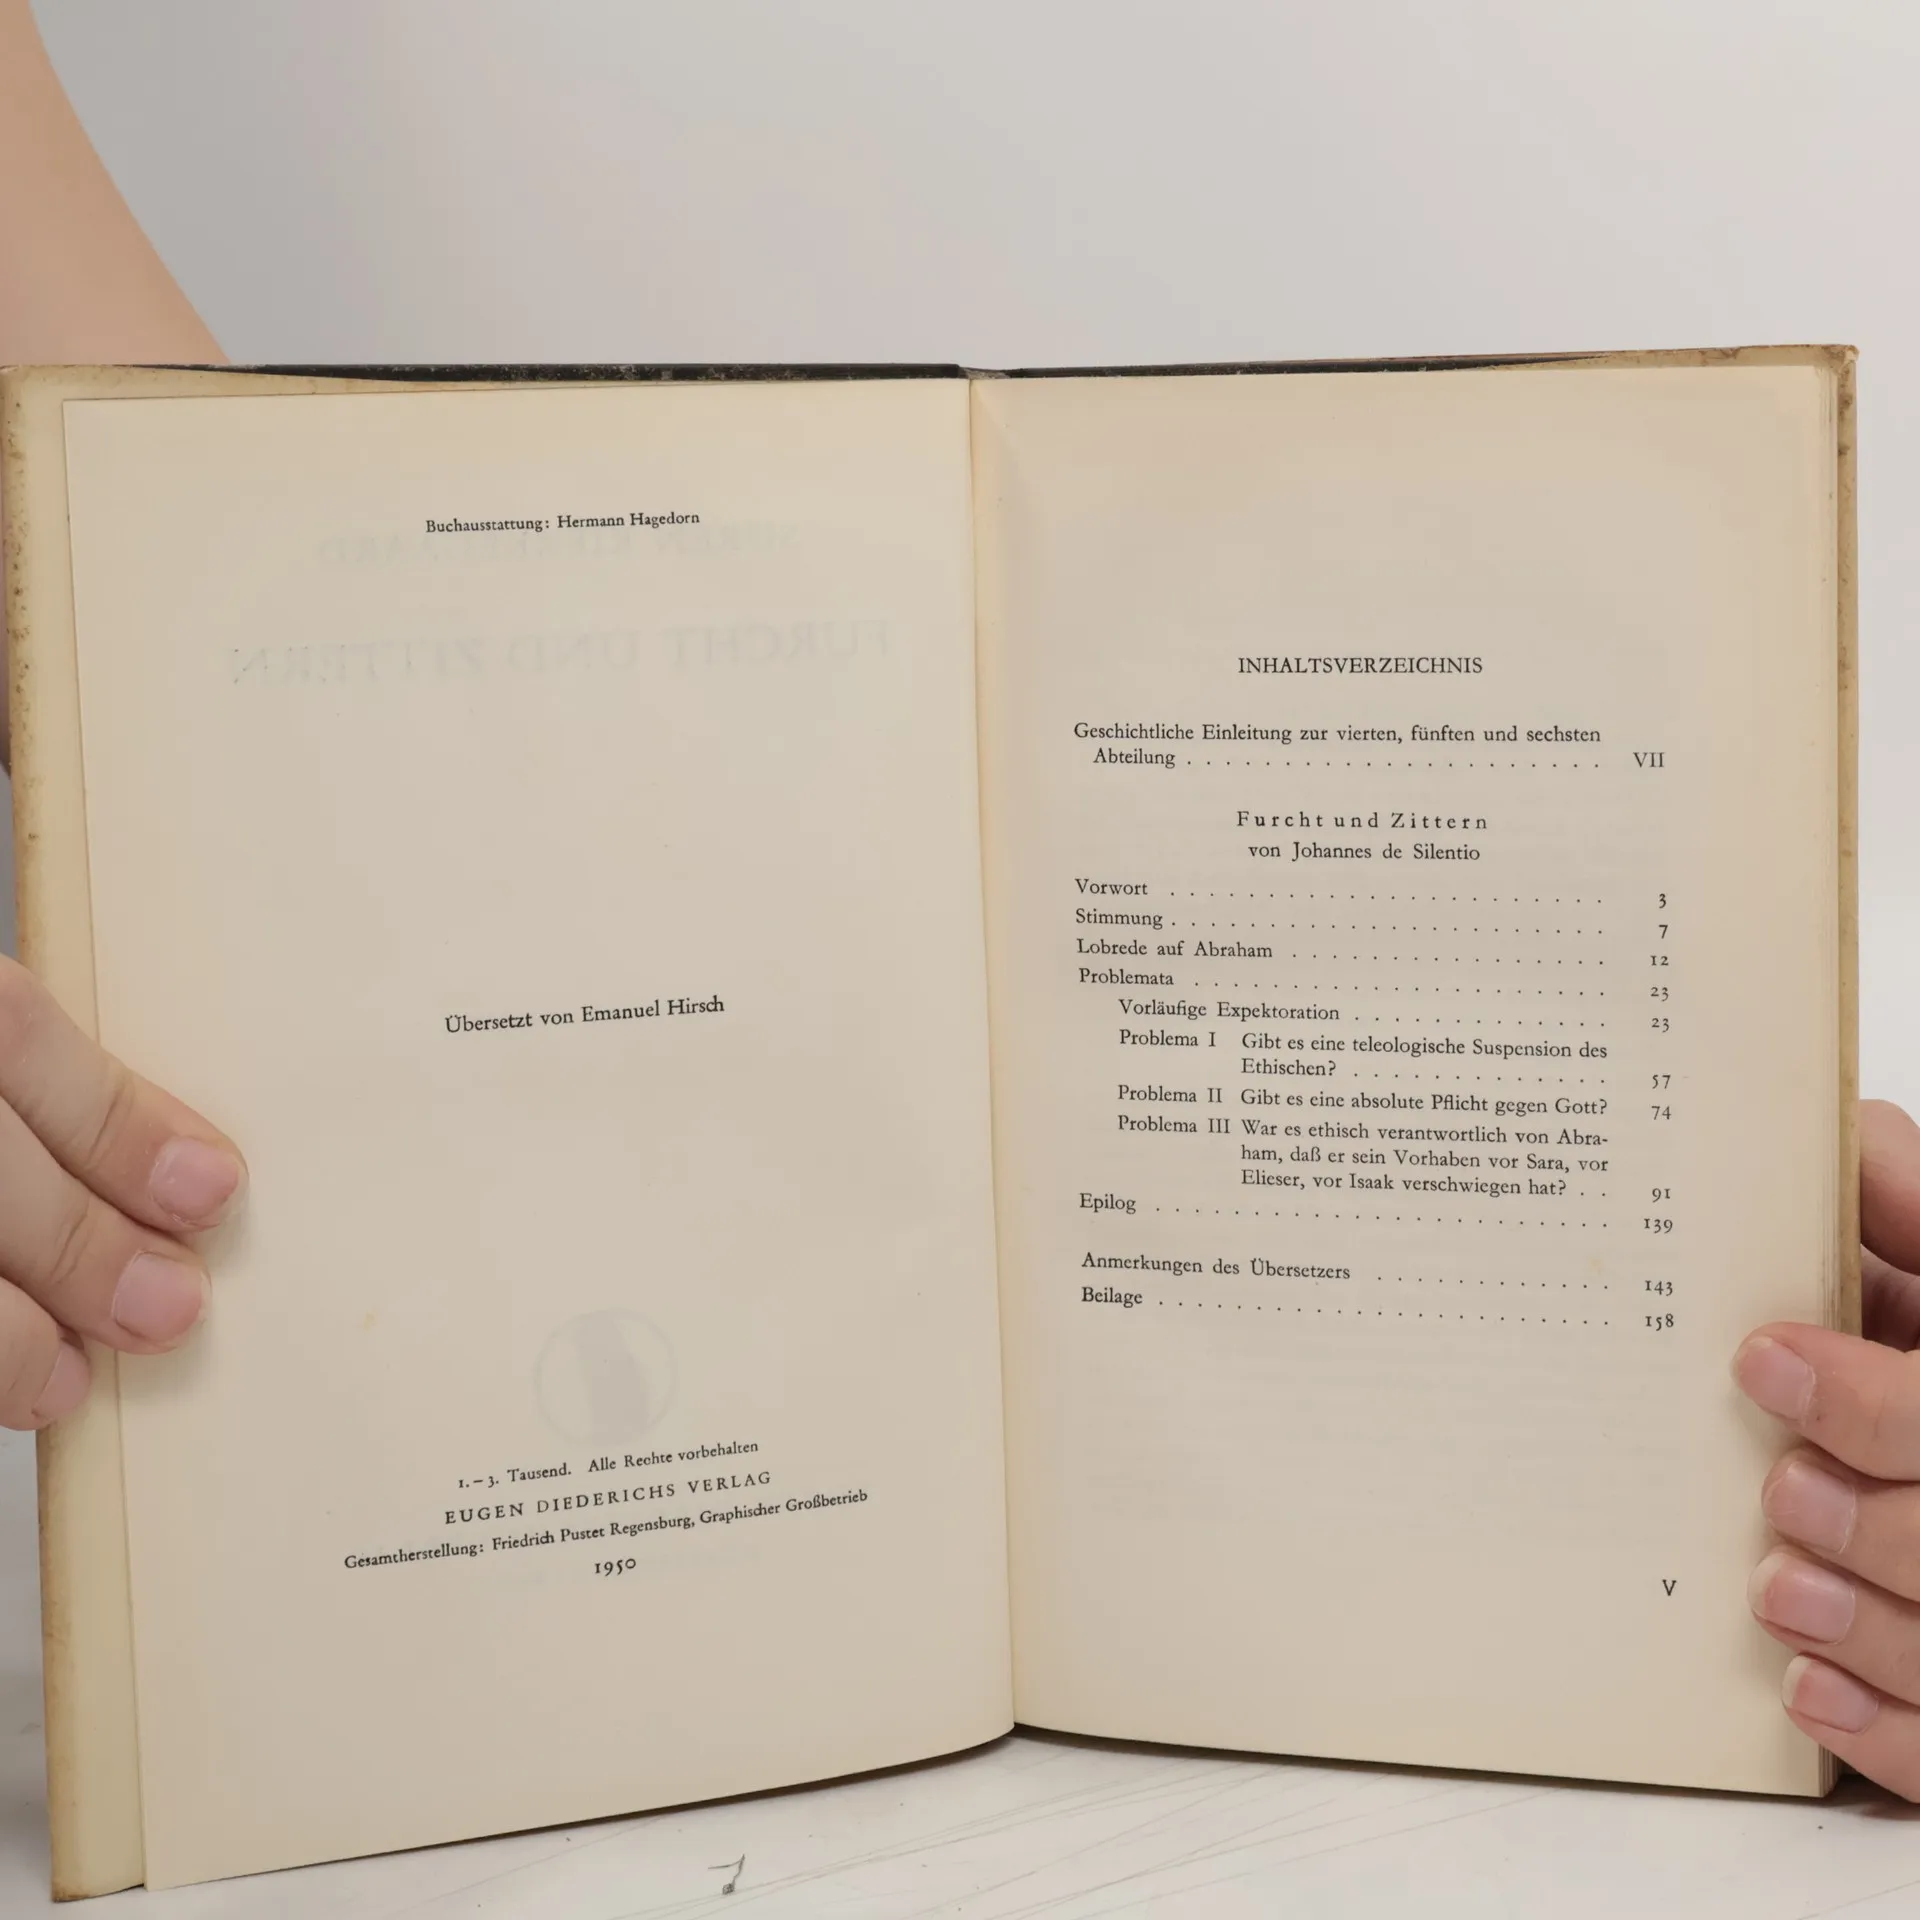 Buchausstattung: Hermann Hagedorn
SÖREN KIERKEGAARD
FURCHT UND ZITTERN
Übersetzt von Emanuel Hirsch
1.–3. Tausend. Alle Rechte vorbehalten
EUGEN DIEDERICHS VERLAG
Gesamtherstellung: Friedrich Pustet Regensburg, Graphischer Großbetrieb
1950
INHALTSVERZEICHNIS
Geschichtliche Einleitung zur vierten, fünften und sechsten
Abteilung . . . . . . . . . . . . . . . . . . . . . . VII
Furcht und Zittern
von Johannes de Silentio
Vorwort . . . . . . . . . . . . . . . . . . . . . . . 3
Stimmung . . . . . . . . . . . . . . . . . . . . . . . 7
Lobrede auf Abraham . . . . . . . . . . . . . . . . 12
Problemata . . . . . . . . . . . . . . . . . . . . . 23
Vorläufige Expektoration . . . . . . . . . . . . . 23
Problema I Gibt es eine teleologische Suspension des
Ethischen? . . . . . . . . . . . . . 57
Problema II Gibt es eine absolute Pflicht gegen Gott? 74
Problema III War es ethisch verantwortlich von Abra-
ham, daß er sein Vorhaben vor Sara, vor
Elieser, vor Isaak verschwiegen hat? . . 91
Epilog . . . . . . . . . . . . . . . . . . . . . . . . 139
Anmerkungen des Übersetzers . . . . . . . . . . . . 143
Beilage . . . . . . . . . . . . . . . . . . . . . . . 158
V